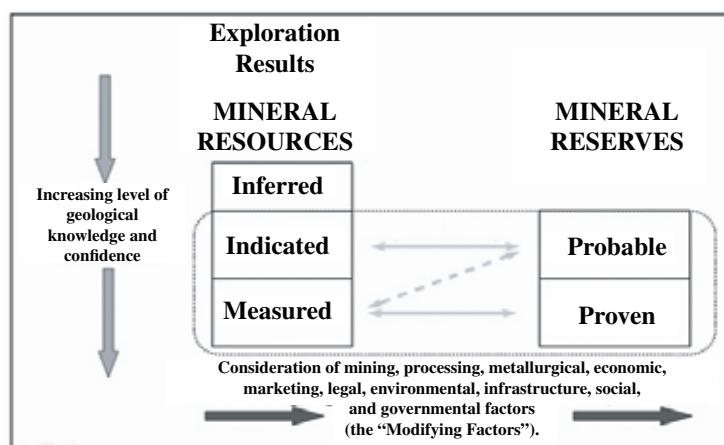 Exploration
Results
MINERAL
RESOURCES
MINERAL
RESERVES
Inferred
Increasing level of
geological
knowledge and
confidence
Indicated
Probable
Measured
Proven
Consideration of mining, processing, metallurgical, economic,
marketing, legal, environmental, infrastructure, social,
and governmental factors
(the “Modifying Factors”).